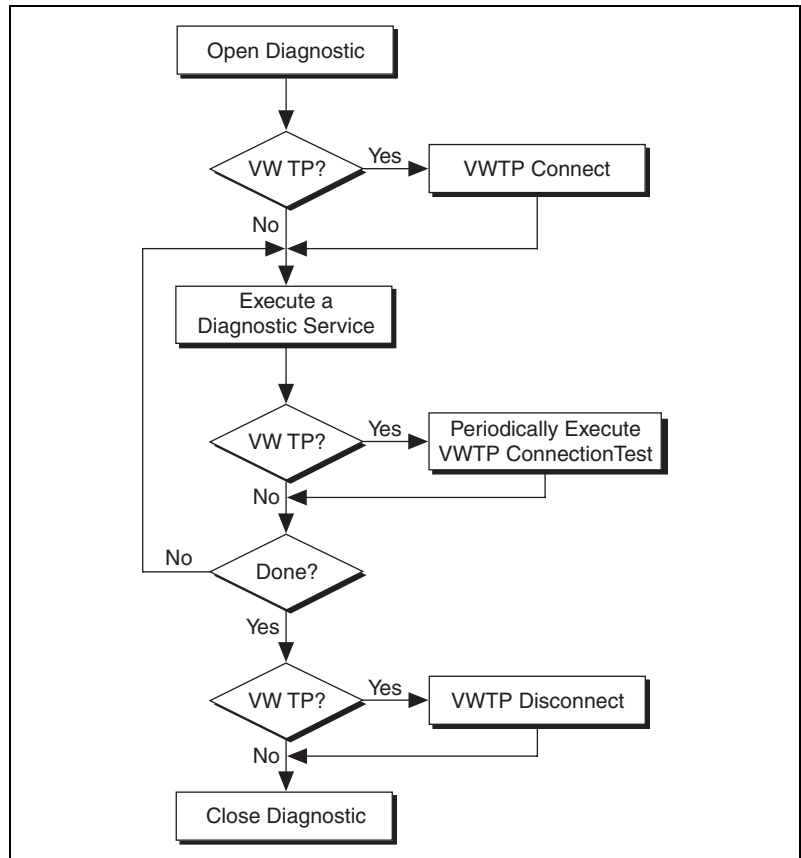 Open Diagnostic
VW TP?
Yes
VWTP Connect
No
Execute a
Diagnostic Service
VW TP?
Yes
Periodically Execute
VWTP ConnectionTest
No
No
Done?
Yes
VW TP?
Yes
VWTP Disconnect
No
Close Diagnostic